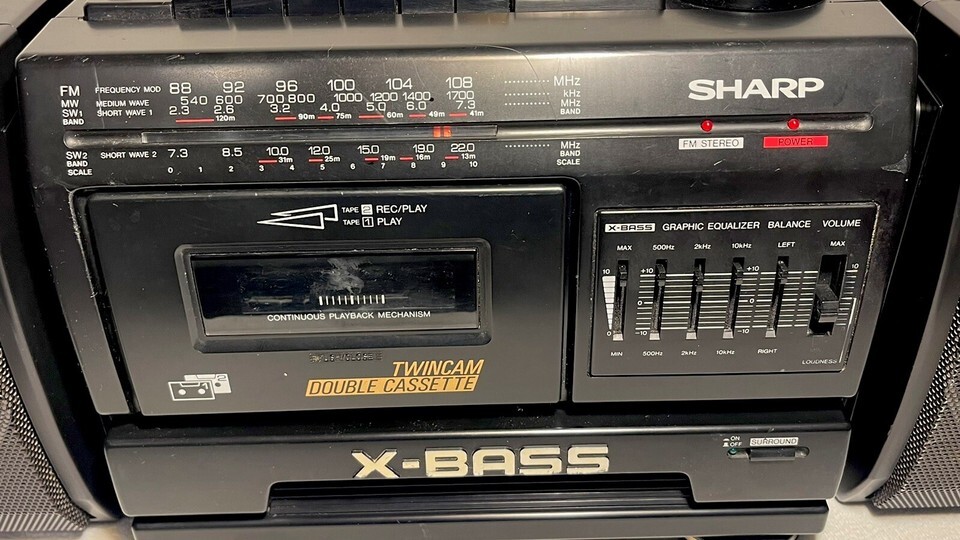 SHARP
FM FREQUENCY MOD 88 92 96 100 104 108 MHz
MW MEDIUM WAVE 540 600 700 800 1000 1200 1400 1700 kHz
SW1 SHORT WAVE 1 2.3 2.6 3.2 4.0 5.0 6.0 7.3 MHz
BAND 120m 90m 75m 60m 49m 41m BAND
FM STEREO POWER
SW2 SHORT WAVE 2 7.3 8.5 10.0 12.0 15.0 19.0 22.0 MHz
BAND 31m 25m 19m 16m 13m BAND
SCALE 0 1 2 3 4 5 6 7 8 9 10 SCALE
TAPE 2 REC/PLAY
TAPE 1 PLAY
CONTINUOUS PLAYBACK MECHANISM
TWINCAM
DOUBLE CASSETTE
1 2
X-BASS GRAPHIC EQUALIZER BALANCE VOLUME
MAX 500Hz 2kHz 10kHz LEFT MAX
10 +10 +10 10
0 0
0 -10 -10 0
MIN 500Hz 2kHz 10kHz RIGHT LOUDNESS
X-BASS
ON
OFF
SURROUND